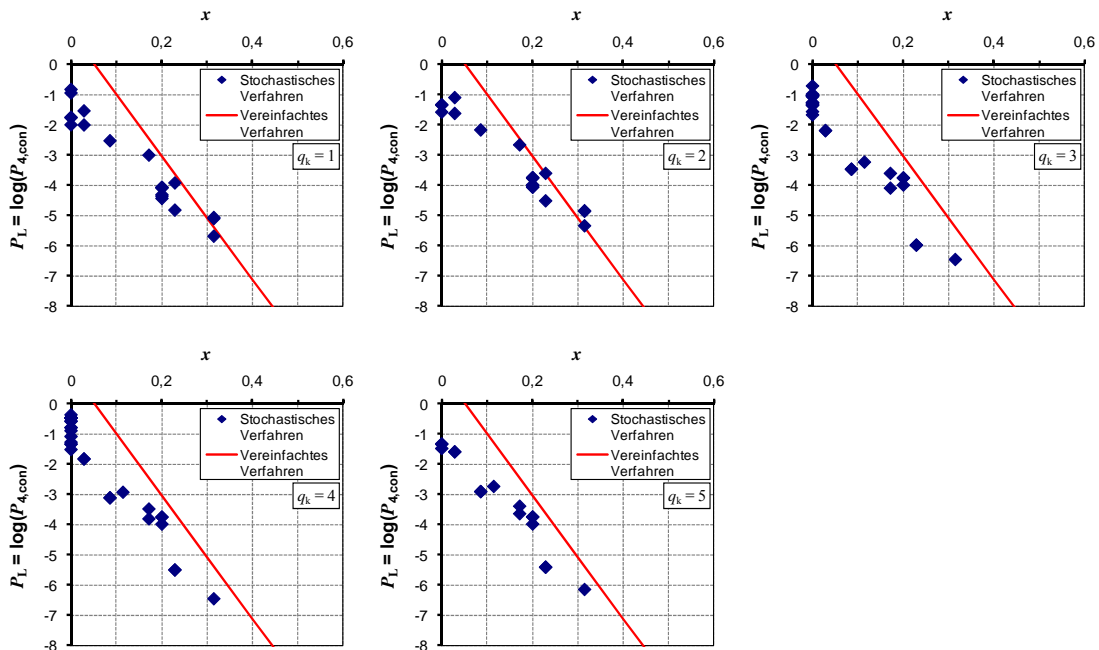 x
0 0,2 0,4 0,6
0
-1
-2
-3
-4
-5
-6
-7
-8
P_L = log(P_4,con)
Stochastisches
Verfahren
Vereinfachtes
Verfahren
q_k = 1
x
0 0,2 0,4 0,6
0
-1
-2
-3
-4
-5
-6
-7
-8
P_L = log(P_4,con)
Stochastisches
Verfahren
Vereinfachtes
Verfahren
q_k = 2
x
0 0,2 0,4 0,6
0
-1
-2
-3
-4
-5
-6
-7
-8
P_L = log(P_4,con)
Stochastisches
Verfahren
Vereinfachtes
Verfahren
q_k = 3
x
0 0,2 0,4 0,6
0
-1
-2
-3
-4
-5
-6
-7
-8
P_L = log(P_4,con)
Stochastisches
Verfahren
Vereinfachtes
Verfahren
q_k = 4
x
0 0,2 0,4 0,6
0
-1
-2
-3
-4
-5
-6
-7
-8
P_L = log(P_4,con)
Stochastisches
Verfahren
Vereinfachtes
Verfahren
q_k = 5